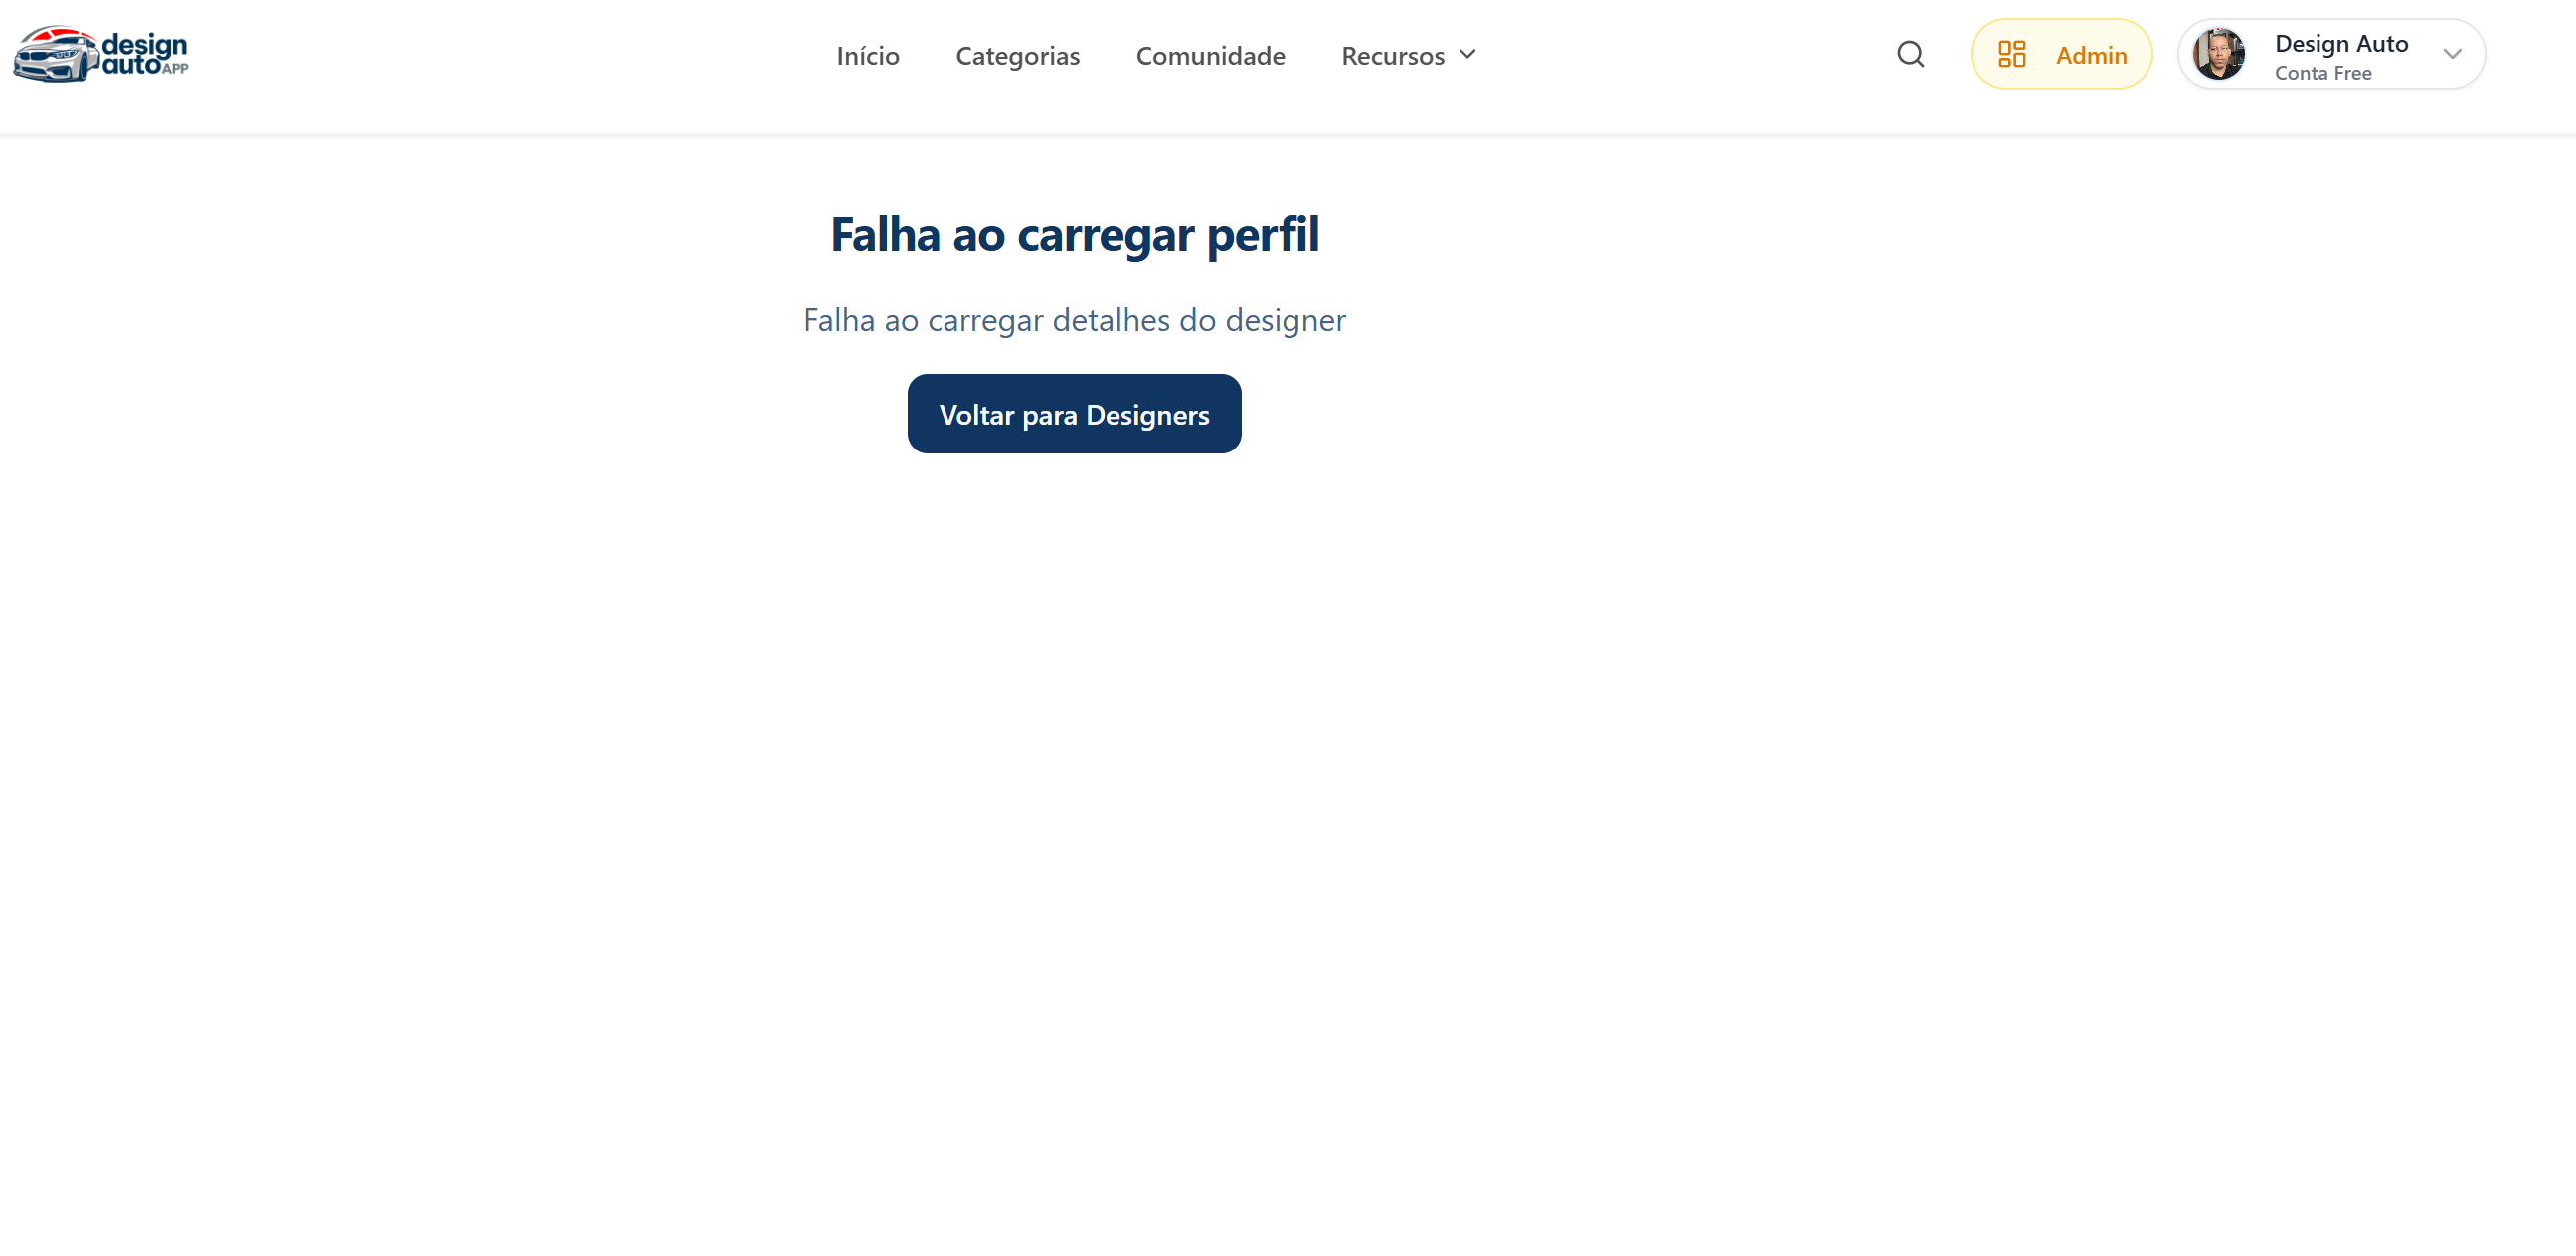 design
auto APP
Início
Categorias
Comunidade
Recursos
Admin
Design Auto
Conta Free
Falha ao carregar perfil
Falha ao carregar detalhes do designer
Voltar para Designers